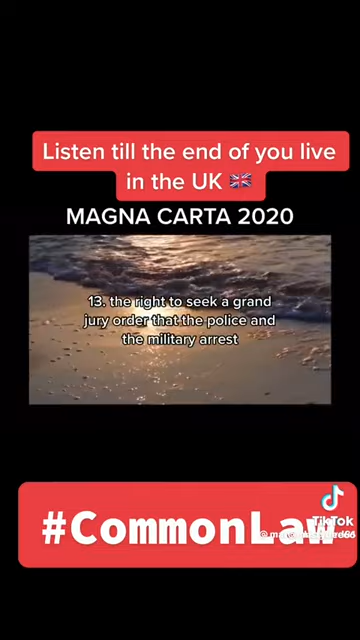 Listen till the end of you live
in the UK 🇬🇧
MAGNA CARTA 2020
13. the right to seek a grand
jury order that the police and
the military arrest
TikTok
#CommonLaw